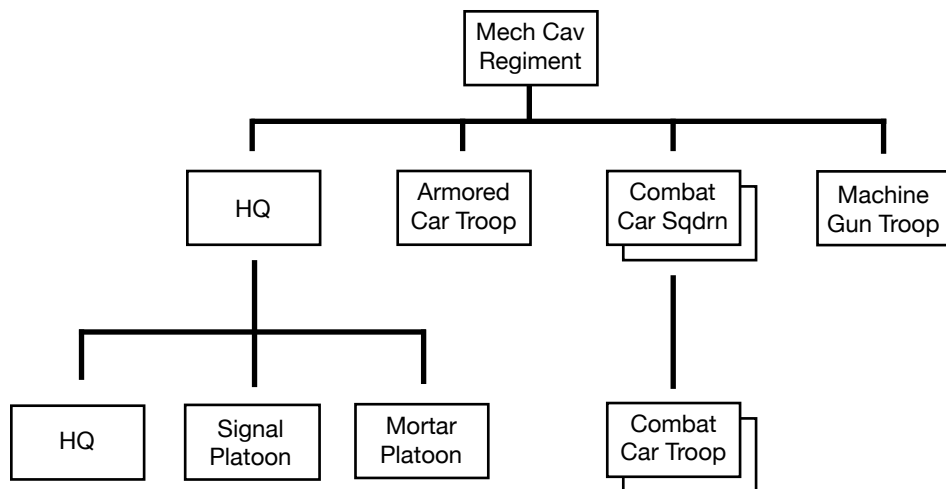 Mech Cav
Regiment
HQ
Armored
Car Troop
Combat
Car Sqdrn
Machine
Gun Troop
HQ
Signal
Platoon
Mortar
Platoon
Combat
Car Troop